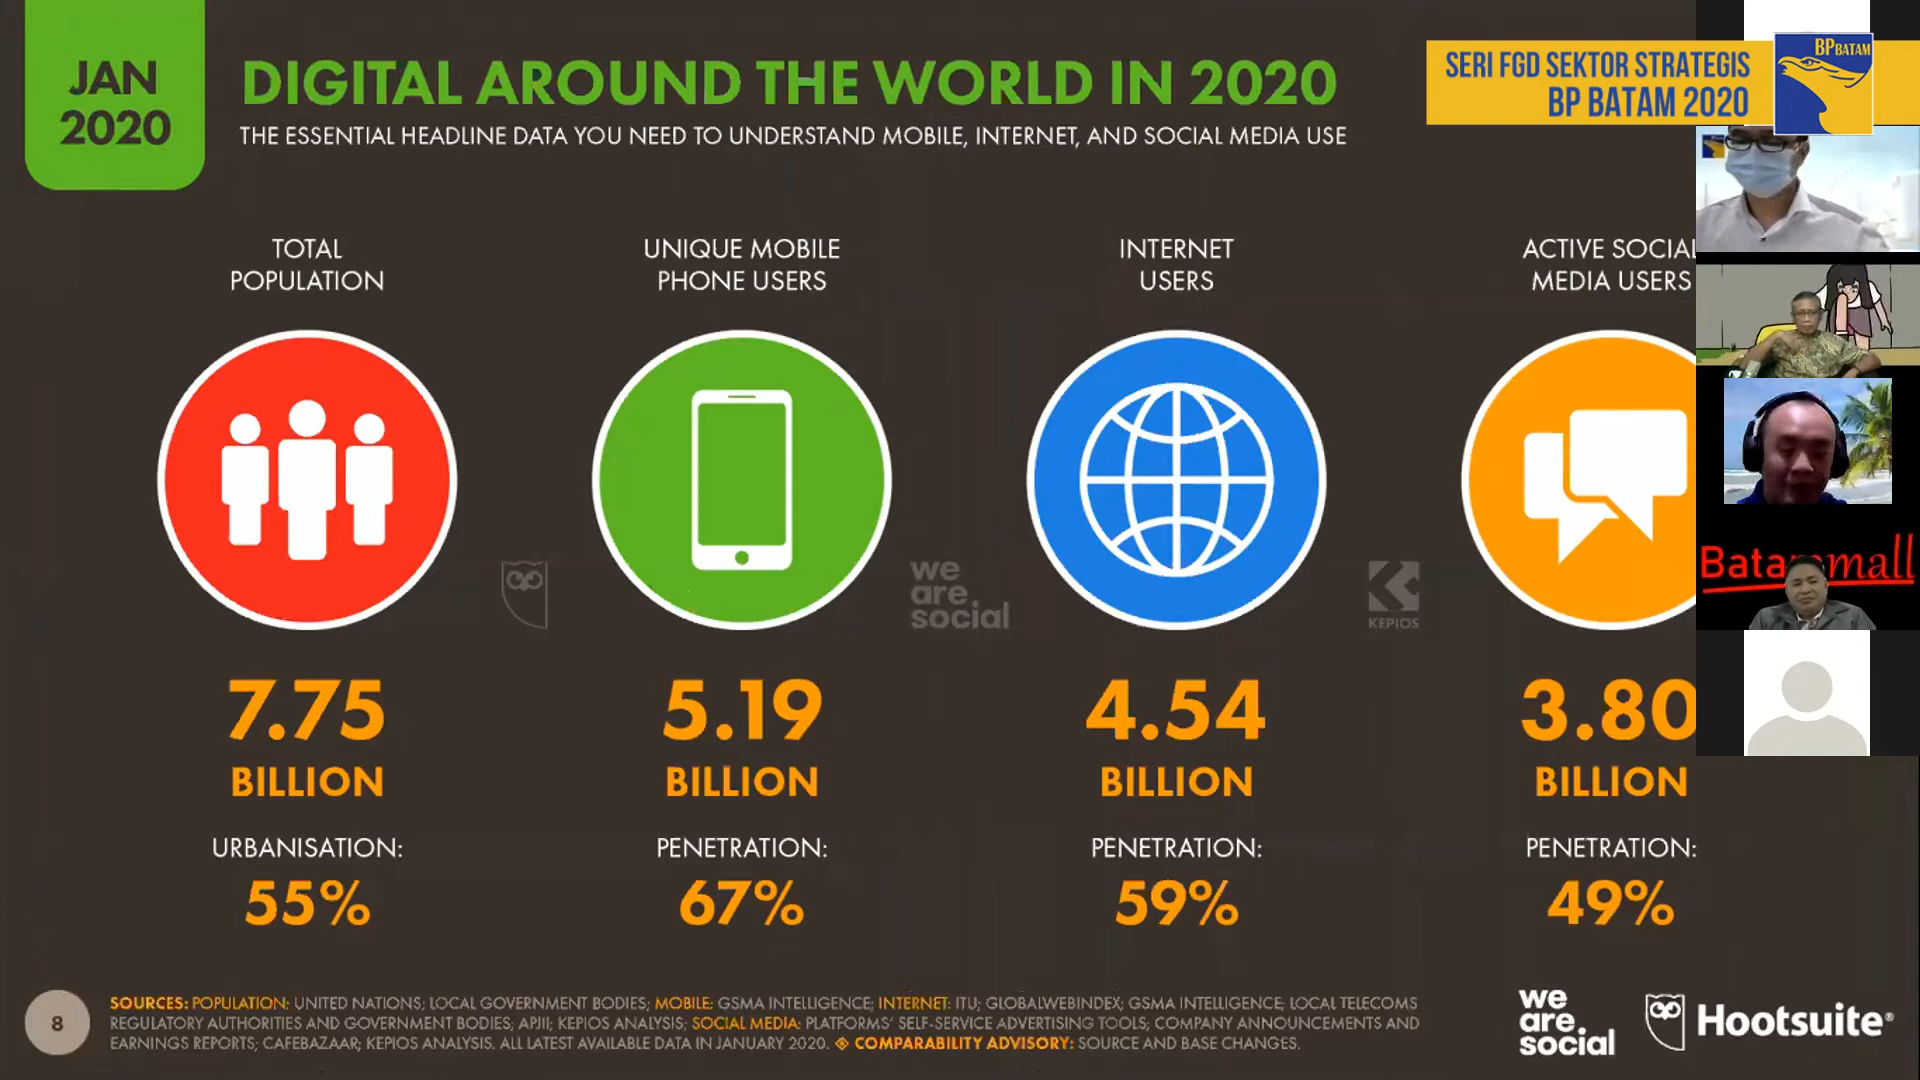 JAN
2020
DIGITAL AROUND THE WORLD IN 2020
THE ESSENTIAL HEADLINE DATA YOU NEED TO UNDERSTAND MOBILE, INTERNET, AND SOCIAL MEDIA USE
SERI FGD SEKTOR STRATEGIS
BP BATAM 2020
BP BATAM
TOTAL
POPULATION
UNIQUE MOBILE
PHONE USERS
INTERNET
USERS
ACTIVE SOCIAL
MEDIA USERS
we
are
social
KEPIOS
7.75
BILLION
5.19
BILLION
4.54
BILLION
3.80
BILLION
URBANISATION:
55%
PENETRATION:
67%
PENETRATION:
59%
PENETRATION:
49%
8
SOURCES: POPULATION: UNITED NATIONS; LOCAL GOVERNMENT BODIES; MOBILE: GSMA INTELLIGENCE; INTERNET: ITU; GLOBALWEBINDEX; GSMA INTELLIGENCE; LOCAL TELECOMS
REGULATORY AUTHORITIES AND GOVERNMENT BODIES; APJII; KEPIOS ANALYSIS; SOCIAL MEDIA: PLATFORMS' SELF-SERVICE ADVERTISING TOOLS; COMPANY ANNOUNCEMENTS AND
EARNINGS REPORTS; CAFEBAZAAR; KEPIOS ANALYSIS. ALL LATEST AVAILABLE DATA IN JANUARY 2020. COMPARABILITY ADVISORY: SOURCE AND BASE CHANGES.
we
are
social
Hootsuite®